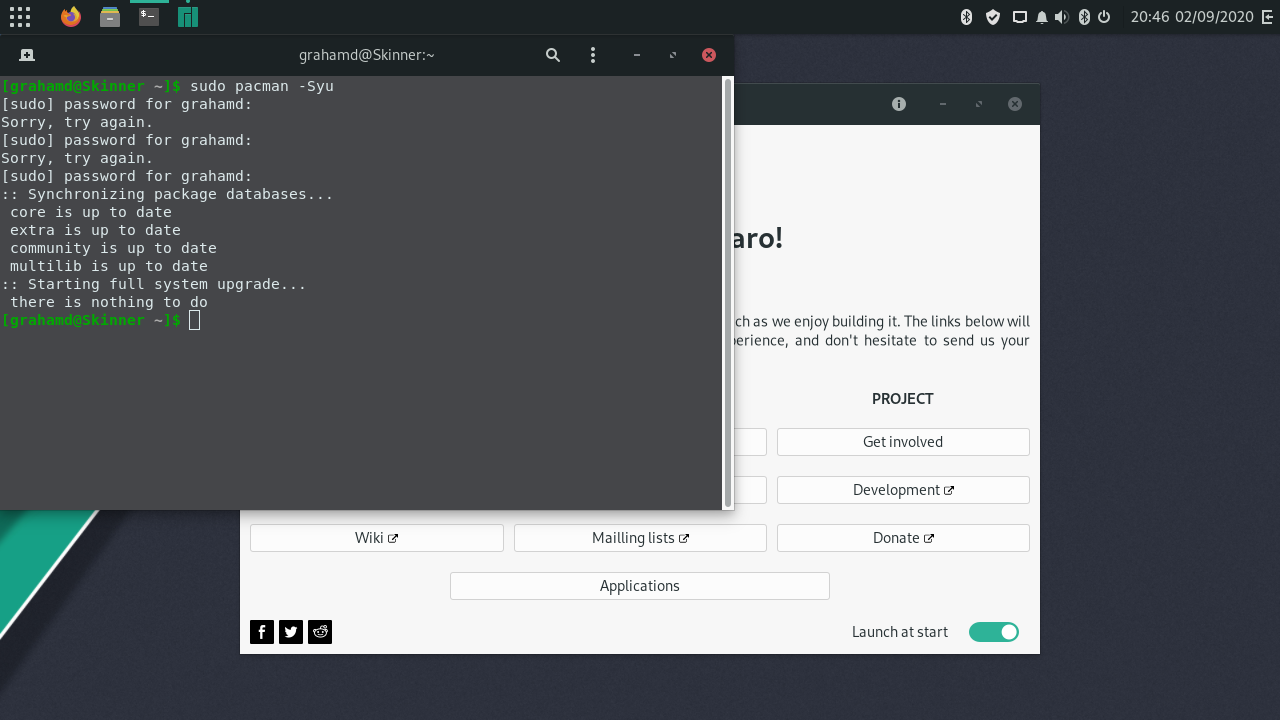 20:46 02/09/2020
grahamd@Skinner:~
[grahamd@Skinner ~]$ sudo pacman -Syu
[sudo] password for grahamd:
Sorry, try again.
[sudo] password for grahamd:
Sorry, try again.
[sudo] password for grahamd:
:: Synchronizing package databases...
 core is up to date
 extra is up to date
 community is up to date
 multilib is up to date
:: Starting full system upgrade...
 there is nothing to do
[grahamd@Skinner ~]$
aro!
ch as we enjoy building it. The links below will
perience, and don't hesitate to send us your
PROJECT
Get involved
Development
Wiki
Mailling lists
Donate
Applications
Launch at start